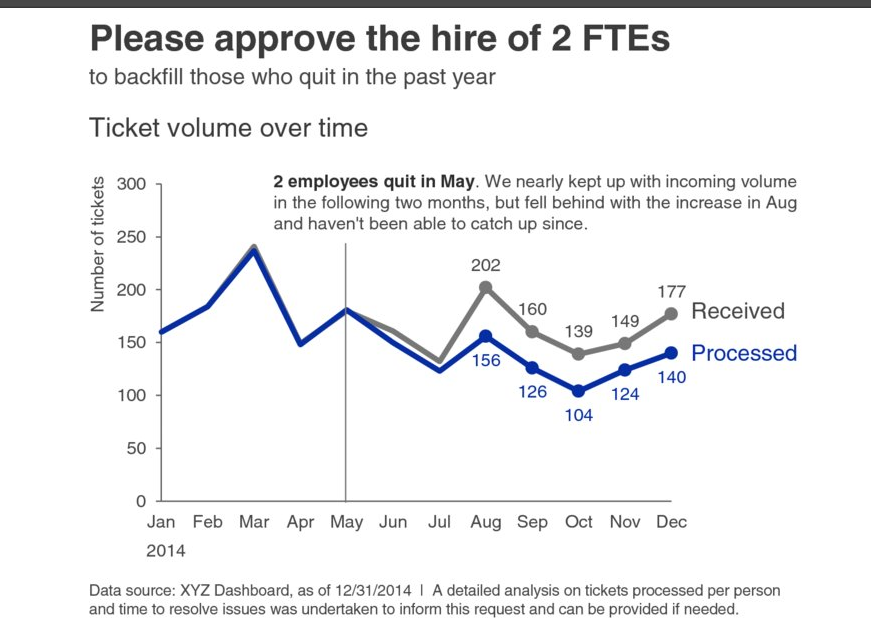 Please approve the hire of 2 FTEs
to backfill those who quit in the past year
Ticket volume over time
Number of tickets
300
250
200
150
100
50
0
2 employees quit in May. We nearly kept up with incoming volume
in the following two months, but fell behind with the increase in Aug
and haven't been able to catch up since.
202
160
139
149
177
Received
156
126
104
124
140
Processed
Jan Feb Mar Apr May Jun Jul Aug Sep Oct Nov Dec
2014
Data source: XYZ Dashboard, as of 12/31/2014 | A detailed analysis on tickets processed per person
and time to resolve issues was undertaken to inform this request and can be provided if needed.